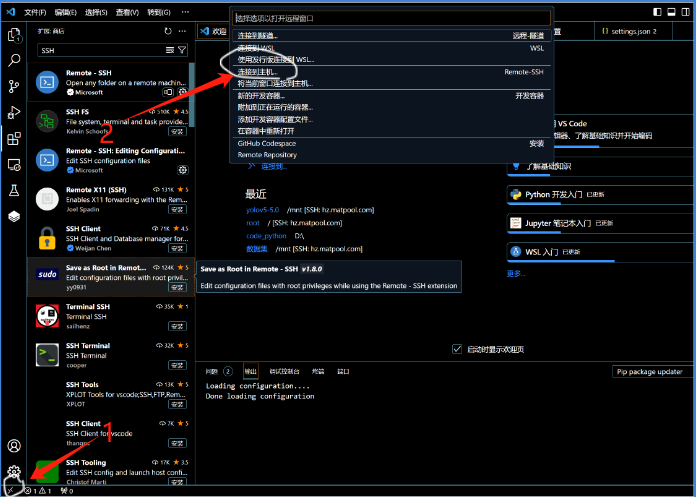 文件(F) 编辑(E) 选择(S) 查看(V) 转到(G) ...
选择选项以打开远程窗口
连接到隧道... 远程-隧道
连接到 WSL WSL
使用发行版连接到 WSL...
连接到主机... Remote-SSH
将当前窗口连接到主机...
新的开发容器... 开发容器
附加到正在运行的容器...
添加开发容器配置文件...
在容器中重新打开
GitHub Codespace 安装
Remote Repository
扩展: 商店
SSH
Remote - SSH
Open any folder on a remote machin...
Microsoft
SSH FS 310K 4.5
File system, terminal and task provide...
Kelvin Schoofs 安装
Remote - SSH: Editing Configurati...
Edit SSH configuration files
Microsoft
Remote X11 (SSH) 131K 5
Enables X11 forwarding with the Rem...
Joel Spadin 安装
SSH Client 71K 4.5
SSH Client and Database manager for...
Weijan Chen 安装
Save as Root in Remot... 124K 5
Edit configuration files with root privil...
yy0931 安装
Terminal SSH 35K 1
Terminal SSH
sailhenz 安装
SSH Terminal 32K 5
SSH Terminal
cooper 安装
SSH Tools 13K 5
XPLOT Tools for vscode;SSH,FTP,Rem...
XPLOT 安装
SSH Client 7K 5
SSH Client for vscode
安装
SSH Tooling 17K 3.5
Edit SSH config and launch host confi...
Christof Marti 安装
欢迎
置
settings.json 2
连接到...
最近
yolov5-5.0 /mnt [SSH: hz.matpool.com]
root / [SSH: hz.matpool.com]
code_python D:\
数据集 /mnt [SSH: hz.matpool.com]
VS Code
辑器、了解基础知识并开始编码
了解基础知识
Python 开发入门 已更新
Jupyter 笔记本入门 已更新
WSL 入门 已更新
更多...
Save as Root in Remote - SSH v1.8.0
Edit configuration files with root privileges while using the Remote - SSH extension
启动时显示欢迎页
问题 2 输出 调试控制台 终端 端口
Pip package updater
Loading configuration....
Done loading configuration
1
2
1 1 0